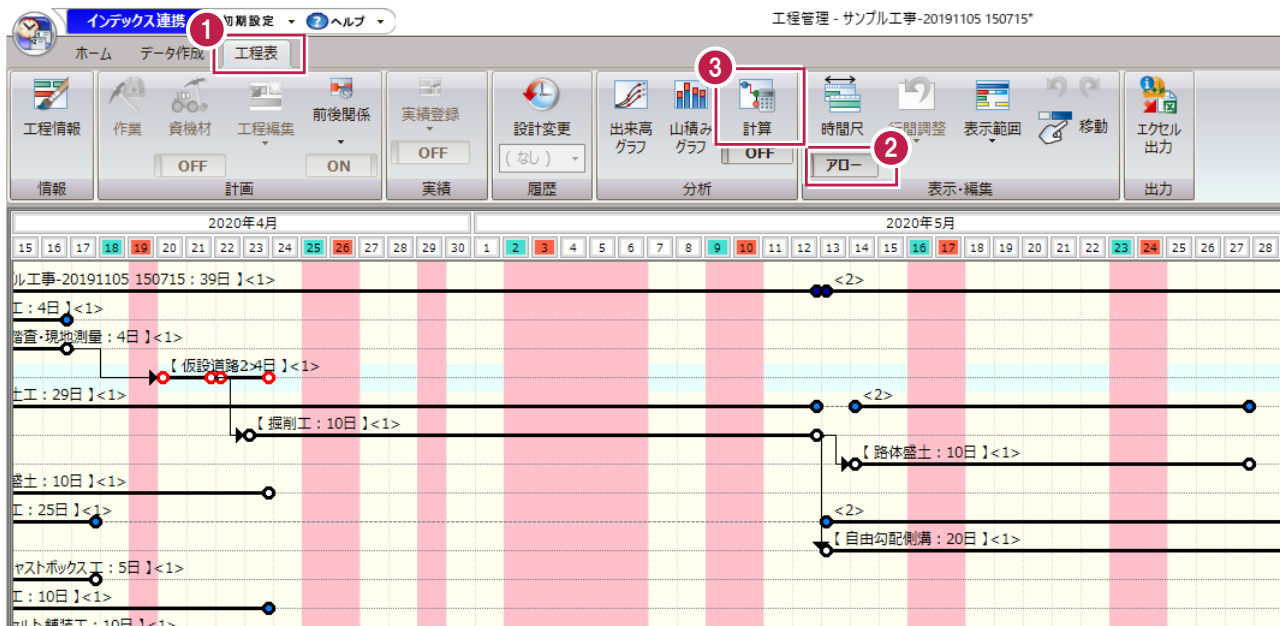 インデックス連携 初期設定 ヘルプ 工程管理 - サンプル工事-20191105 150715*
1
ホーム データ作成 工程表
3
工程情報 作業 資機材 工程編集 前後関係 実績登録 設計変更 出来高グラフ 山積みグラフ 計算 時間尺 行間調整 表示範囲 移動 エクセル出力
2
OFF ON OFF (なし) OFF アロー
情報 計画 実績 履歴 分析 表示・編集 出力
2020年4月 2020年5月
15 16 17 18 19 20 21 22 23 24 25 26 27 28 29 30 1 2 3 4 5 6 7 8 9 10 11 12 13 14 15 16 17 18 19 20 21 22 23 24 25 26 27 28
ル工事-20191105 150715:39日 】<1> <2>
工:4日 】<1>
踏査・現地測量:4日 】<1>
【 仮設道路2>4日 】<1>
土工:29日 】<1> <2>
【 掘削工:10日 】<1>
【 路体盛土:10日 】<1>
盛土:10日 】<1>
工:25日 】<1> <2>
【 自由勾配側溝:20日 】<1>
ャストボックス工:5日 】<1>
工:10日 】<1>
ァルト舗装工:10日 】<1>